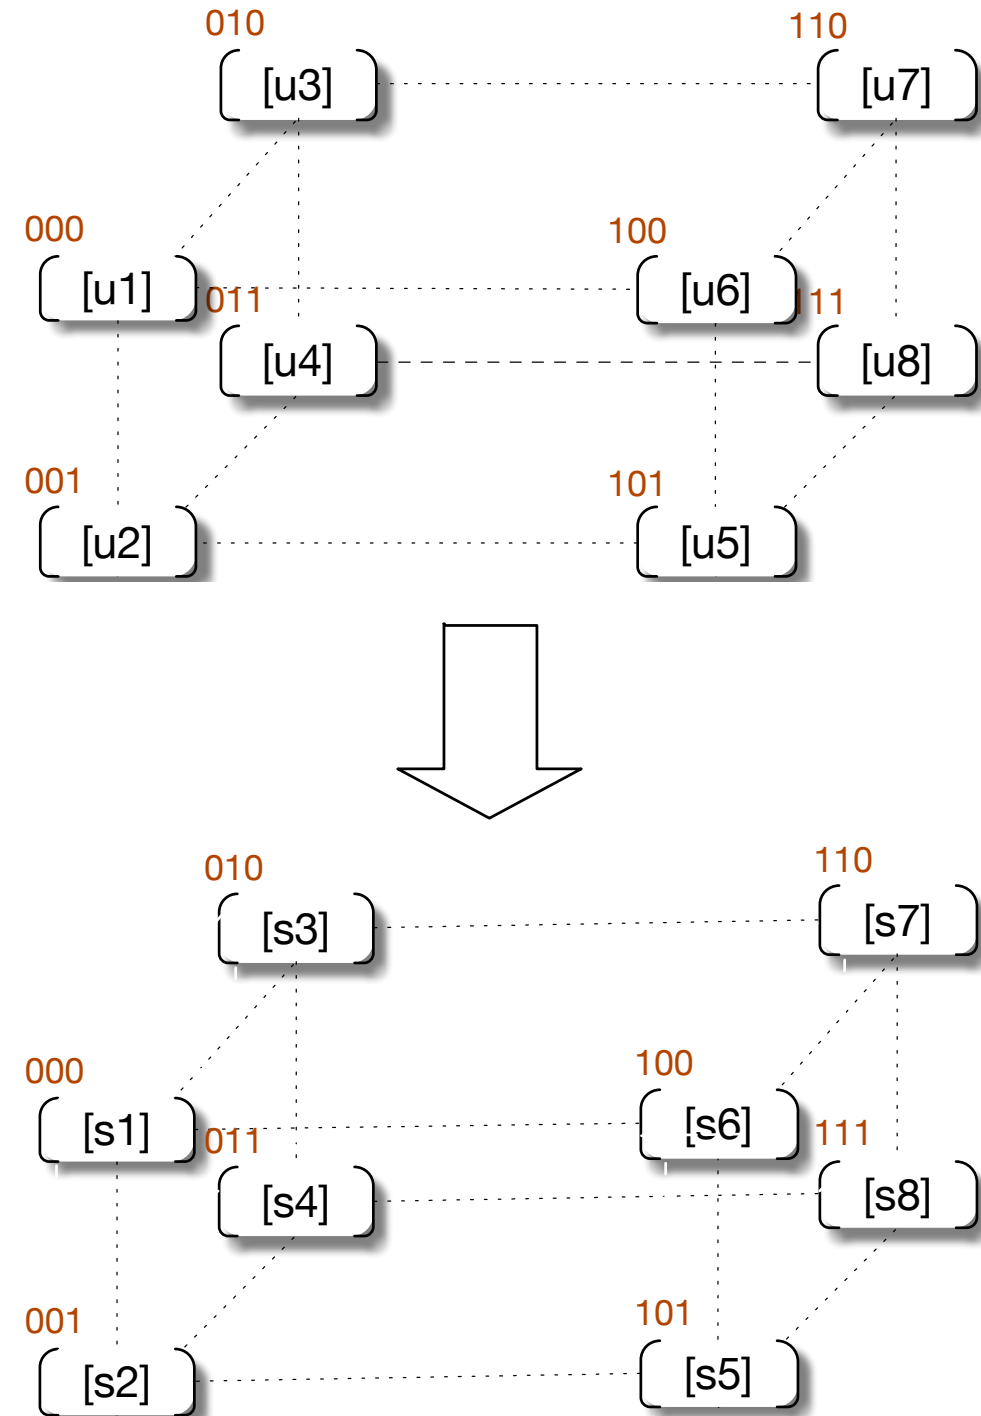 010
110
[u3]
[u7]
000
100
[u1]
011
[u6]
111
[u4]
[u8]
001
101
[u2]
[u5]
010
110
[s3]
[s7]
000
100
[s1]
011
[s6]
111
[s4]
[s8]
001
101
[s2]
[s5]